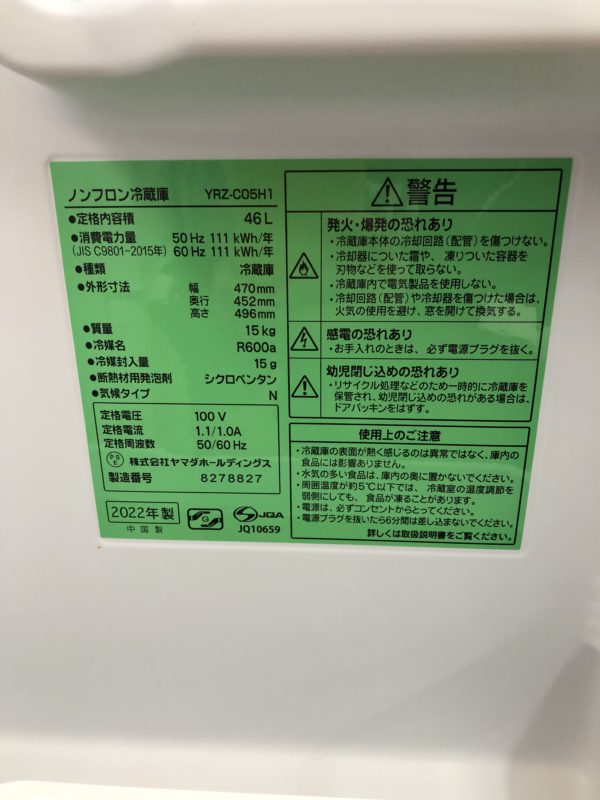 ノンフロン冷蔵庫 YRZ-C05H1
●定格内容積 46L
●消費電力量 50Hz 111kWh/年
(JIS C9801-2015年) 60Hz 111kWh/年
●種類 冷蔵庫
●外形寸法 幅 470mm
奥行 452mm
高さ 496mm
●質量 15kg
●冷媒名 R600a
●冷媒封入量 15g
●断熱材用発泡剤 シクロペンタン
●気候タイプ N
定格電圧 100V
定格電流 1.1/1.0A
定格周波数 50/60Hz
PSE 株式会社ヤマダホールディングス
製造番号 8278827
2022年製
中国製
G
JQA
JQ10659
警告
発火・爆発の恐れあり
・冷蔵庫本体の冷却回路(配管)を傷つけない。
・冷却器についた霜や、凍りついた容器を
刃物などを使って取らない。
・冷蔵庫内で電気製品を使用しない。
・冷却回路(配管)や冷却器を傷つけた場合は、
火気の使用を避け、窓を開けて換気する。
感電の恐れあり
・お手入れのときは、必ず電源プラグを抜く。
幼児閉じ込めの恐れあり
・リサイクル処理などのため一時的に冷蔵庫を
保管され、幼児閉じ込めの恐れがある場合は、
ドアパッキンをはずす。
使用上のご注意
・冷蔵庫の表面が熱く感じるのは異常ではなく、庫内の
食品には影響ありません。
・水気の多い食品は、庫内の奥に置かないでください。
・周囲温度が約5℃以下では、冷蔵室の温度調節を
弱側にしても、食品が凍ることがあります。
・電源は、必ずコンセントからとってください。
・電源プラグを抜いたら6分間は差し込まないでください。
詳しくは取扱説明書をご覧ください。